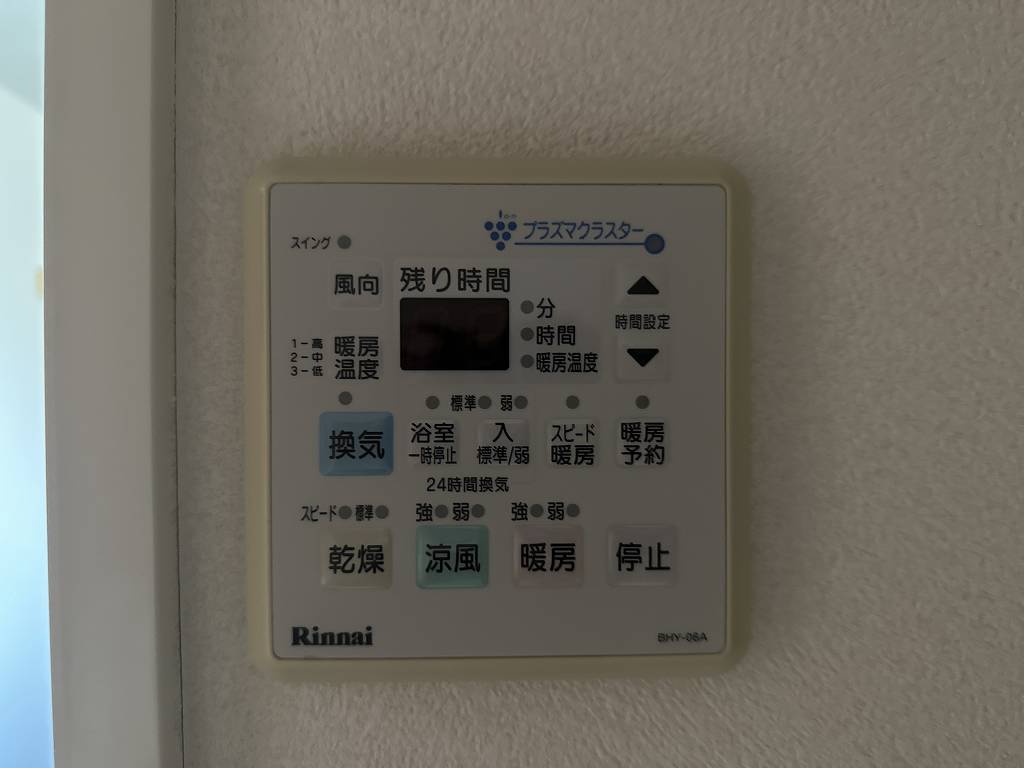 プラズマクラスター
スイング
風向
残り時間
分
時間
暖房温度
時間設定
1－高
2－中
3－低
暖房
温度
標準 弱
換気
浴室
一時停止
入
標準/弱
スピード
暖房
暖房
予約
24時間換気
スピード 標準
強 弱
強 弱
乾燥
涼風
暖房
停止
Rinnai
BHY-06A